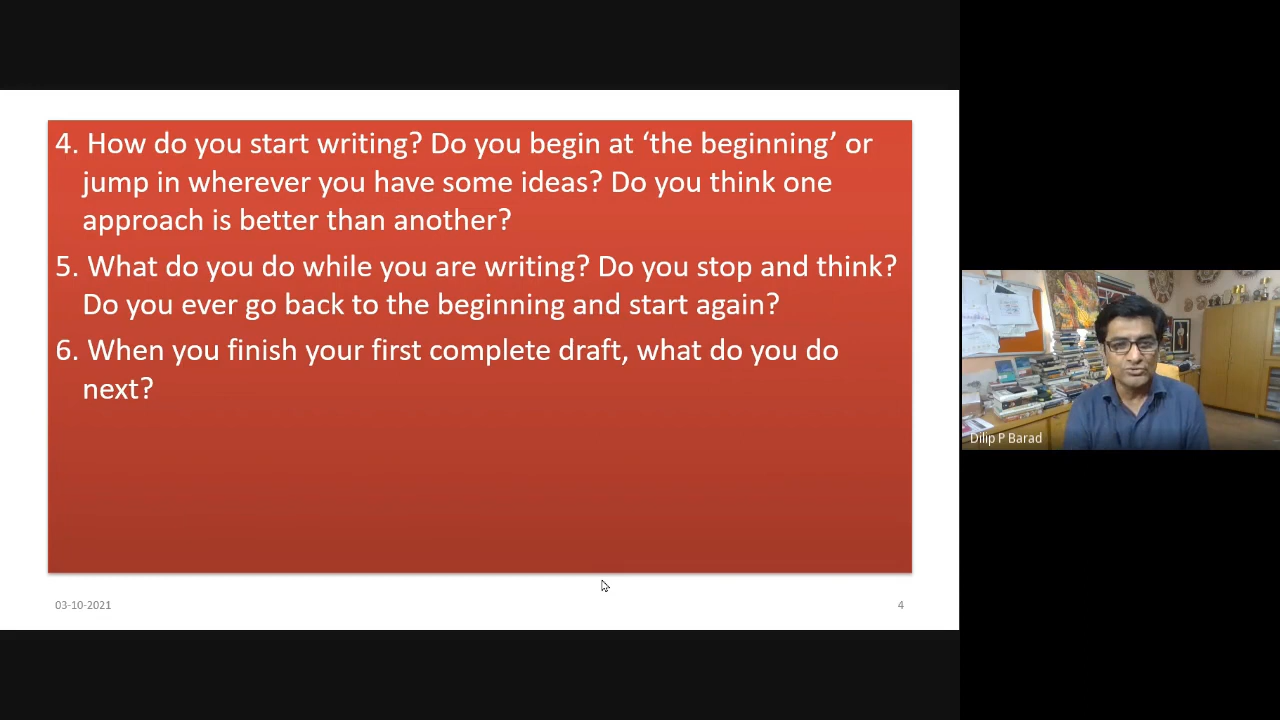 4. How do you start writing? Do you begin at ‘the beginning’ or
jump in wherever you have some ideas? Do you think one
approach is better than another?
5. What do you do while you are writing? Do you stop and think?
Do you ever go back to the beginning and start again?
6. When you finish your first complete draft, what do you do
next?
03-10-2021
4
Dilip P Barad